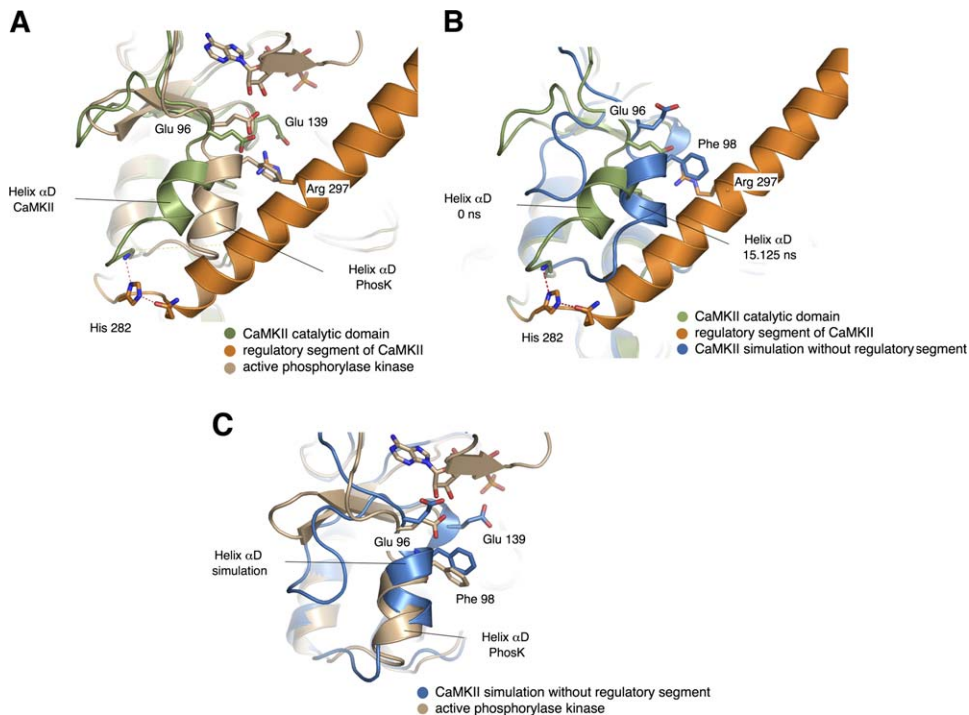 A
Glu 96
Glu 139
Helix αD
CaMKII
Arg 297
Helix αD
PhosK
His 282
CaMKII catalytic domain
regulatory segment of CaMKII
active phosphorylase kinase
B
Glu 96
Phe 98
Arg 297
Helix αD
0 ns
Helix αD
15.125 ns
His 282
CaMKII catalytic domain
regulatory segment of CaMKII
CaMKII simulation without regulatory segment
C
Glu 96
Glu 139
Helix αD
simulation
Phe 98
Helix αD
PhosK
CaMKII simulation without regulatory segment
active phosphorylase kinase